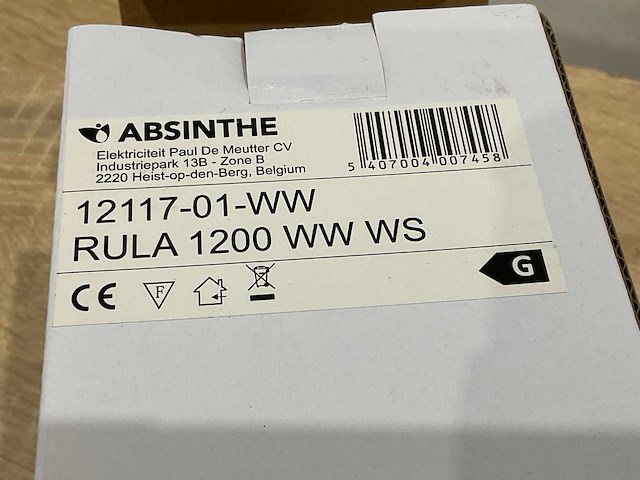 ABSINTHE
Elektriciteit Paul De Meutter CV
Industriepark 13B - Zone B
2220 Heist-op-den-Berg, Belgium
5 407004 007458
12117-01-WW
RULA 1200 WW WS
CE F
G